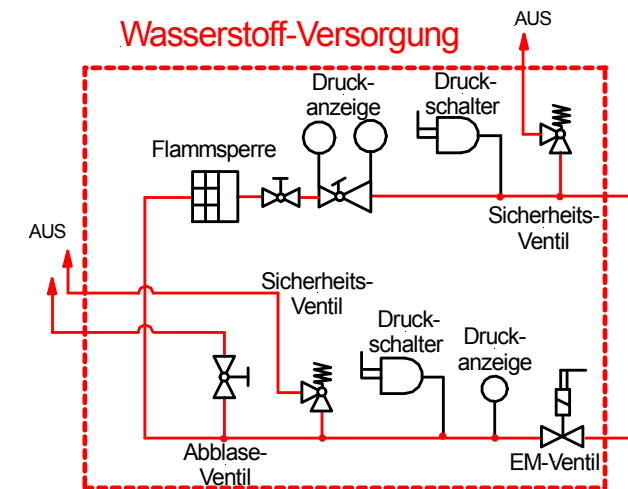 Wasserstoff-Versorgung
AUS
Druck-
anzeige
Druck-
schalter
Flammsperre
Sicherheits-
Ventil
AUS
Sicherheits-
Ventil
Druck-
schalter
Druck-
anzeige
Abblase-
Ventil
EM-Ventil